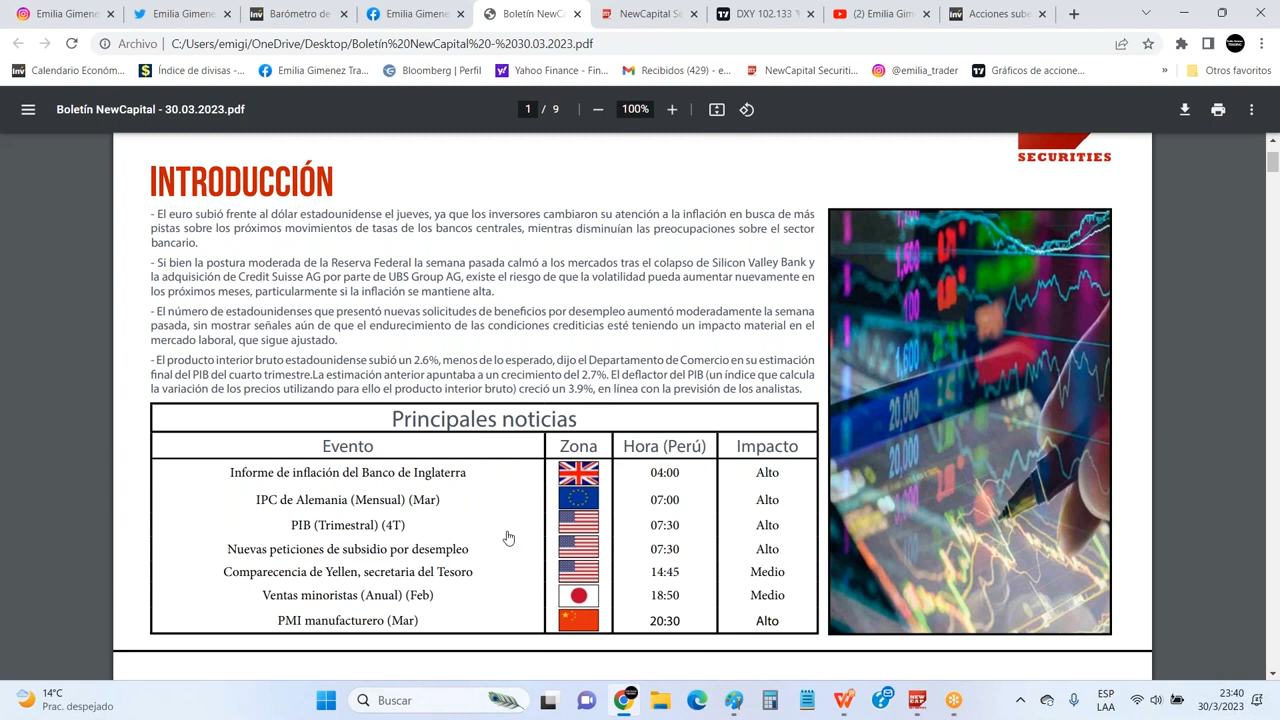 Emilia Gimene
Emilia Gimene
Barómetro de
Emilia Gimene
Boletín NewC
NewCapital Se
DXY 102.133
(2) Emilia Gim
Acciones sube
Archivo | C:/Users/emigi/OneDrive/Desktop/Boletín%20NewCapital%20-%2030.03.2023.pdf
Calendario Económ...
Índice de divisas -...
Emilia Gimenez Tra...
Bloomberg | Perfil
Yahoo Finance - Fin...
Recibidos (429) - e...
NewCapital Securiti...
@emilia_trader
Gráficos de accione...
»
Otros favoritos
Boletín NewCapital - 30.03.2023.pdf
1 / 9
100%
SECURITIES
INTRODUCCIÓN
- El euro subió frente al dólar estadounidense el jueves, ya que los inversores cambiaron su atención a la inflación en busca de más
pistas sobre los próximos movimientos de tasas de los bancos centrales, mientras disminuían las preocupaciones sobre el sector
bancario.
- Si bien la postura moderada de la Reserva Federal la semana pasada calmó a los mercados tras el colapso de Silicon Valley Bank y
la adquisición de Credit Suisse AG por parte de UBS Group AG, existe el riesgo de que la volatilidad pueda aumentar nuevamente en
los próximos meses, particularmente si la inflación se mantiene alta.
- El número de estadounidenses que presentó nuevas solicitudes de beneficios por desempleo aumentó moderadamente la semana
pasada, sin mostrar señales aún de que el endurecimiento de las condiciones crediticias esté teniendo un impacto material en el
mercado laboral, que sigue ajustado.
- El producto interior bruto estadounidense subió un 2.6%, menos de lo esperado, dijo el Departamento de Comercio en su estimación
final del PIB del cuarto trimestre.La estimación anterior apuntaba a un crecimiento del 2.7%. El deflactor del PIB (un índice que calcula
la variación de los precios utilizando para ello el producto interior bruto) creció un 3.9%, en línea con la previsión de los analistas.
Principales noticias
Evento Zona Hora (Perú) Impacto
Informe de inflación del Banco de Inglaterra 04:00 Alto
IPC de Alemania (Mensual) (Mar) 07:00 Alto
PIB (Trimestral) (4T) 07:30 Alto
Nuevas peticiones de subsidio por desempleo 07:30 Alto
Comparecencia de Yellen, secretaria del Tesoro 14:45 Medio
Ventas minoristas (Anual) (Feb) 18:50 Medio
PMI manufacturero (Mar) 20:30 Alto
1,500
100
1,600
20,000
20,000
14°C
Prac. despejado
Buscar
ESP
LAA
23:40
30/3/2023